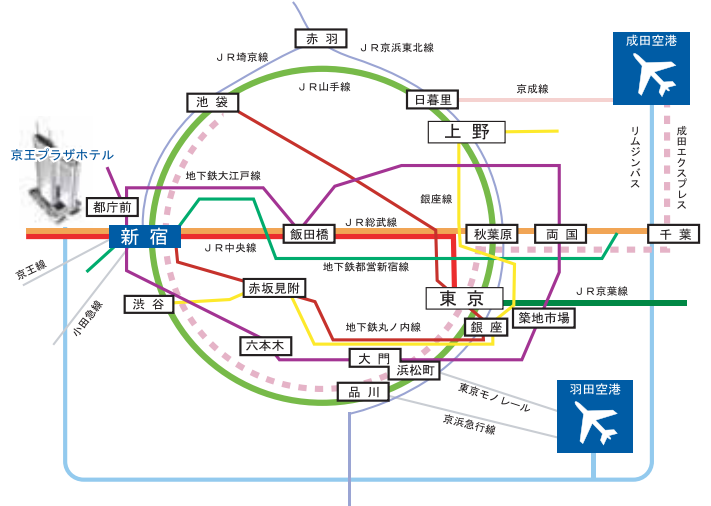 赤羽
JR京浜東北線
成田空港
JR埼京線
JR山手線
京成線
池袋
日暮里
上野
リムジンバス
成田エクスプレス
京王プラザホテル
地下鉄大江戸線
銀座線
都庁前
JR総武線
新宿
飯田橋
秋葉原
両国
千葉
JR中央線
京王線
地下鉄都営新宿線
赤坂見附
東京
JR京葉線
渋谷
小田急線
地下鉄丸ノ内線
銀座
築地市場
六本木
大門
浜松町
品川
東京モノレール
羽田空港
京浜急行線